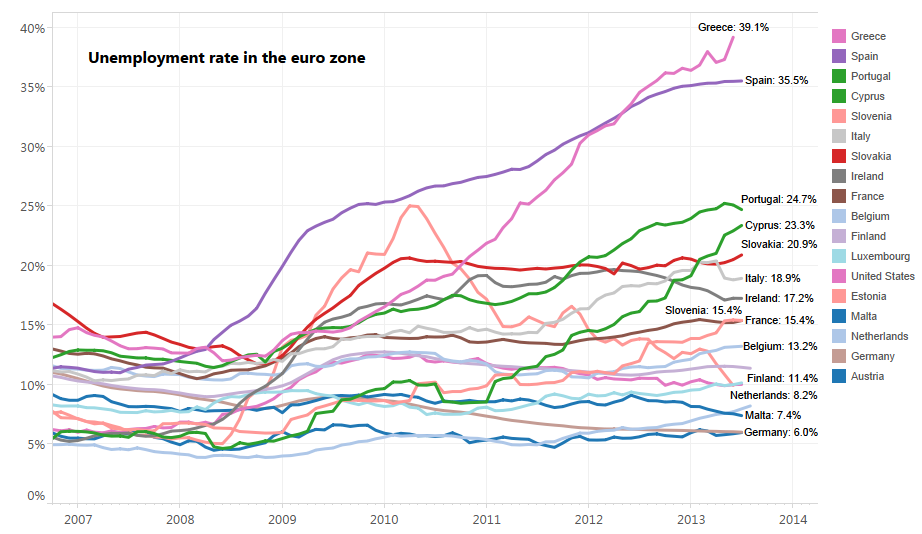 40%
Greece: 39.1%
Unemployment rate in the euro zone
35%
Spain: 35.5%
30%
25%
Portugal: 24.7%
Cyprus: 23.3%
20%
Slovakia: 20.9%
Italy: 18.9%
Ireland: 17.2%
Slovenia: 15.4%
15%
France: 15.4%
Belgium: 13.2%
10%
Finland: 11.4%
Netherlands: 8.2%
Malta: 7.4%
5%
Germany: 6.0%
0%
2007 2008 2009 2010 2011 2012 2013 2014
Greece
Spain
Portugal
Cyprus
Slovenia
Italy
Slovakia
Ireland
France
Belgium
Finland
Luxembourg
United States
Estonia
Malta
Netherlands
Germany
Austria